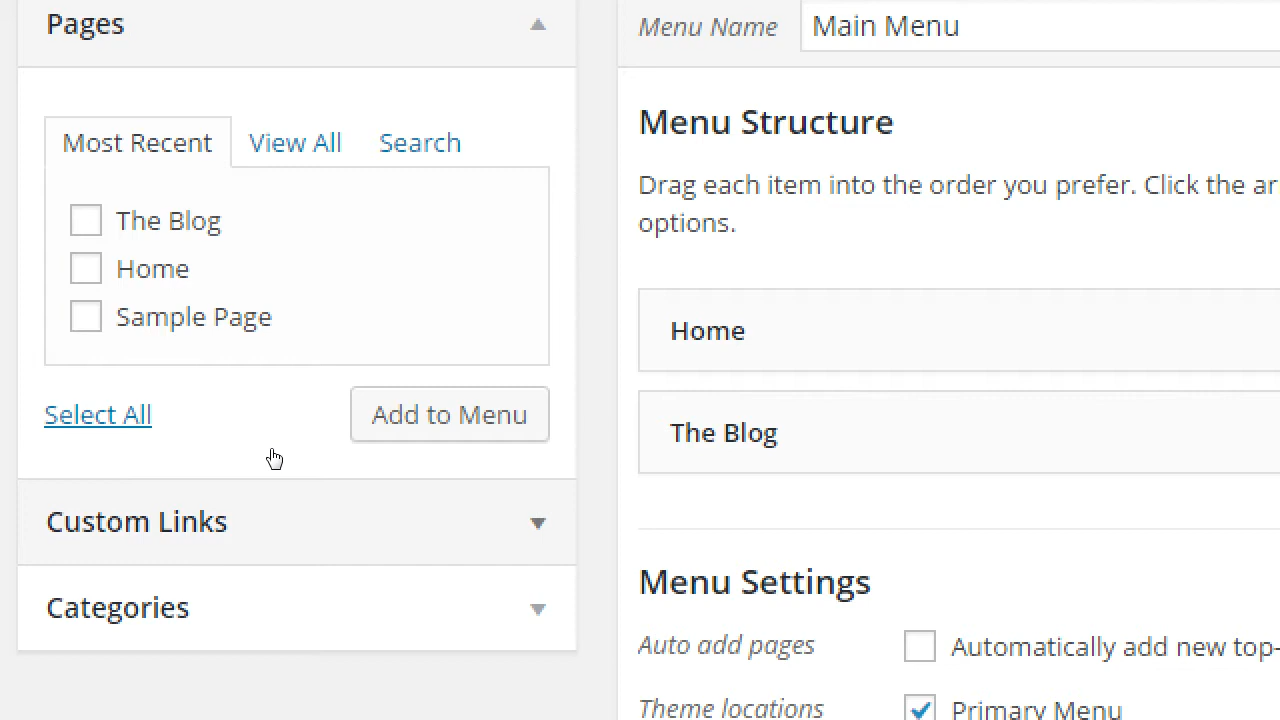 Pages
Most Recent View All Search
The Blog
Home
Sample Page
Select All Add to Menu
Custom Links
Categories
Menu Name Main Menu
Menu Structure
Drag each item into the order you prefer. Click the ar
options.
Home
The Blog
Menu Settings
Auto add pages Automatically add new top-
Theme locations Primary Menu